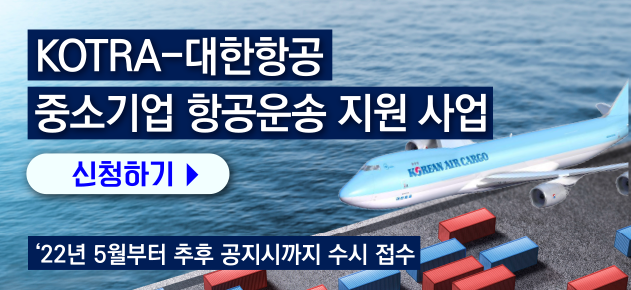 KOTRA-대한항공
중소기업 항공운송 지원 사업
신청하기
KOREAN AIR CARGO
‘22년 5월부터 추후 공지시까지 수시 접수